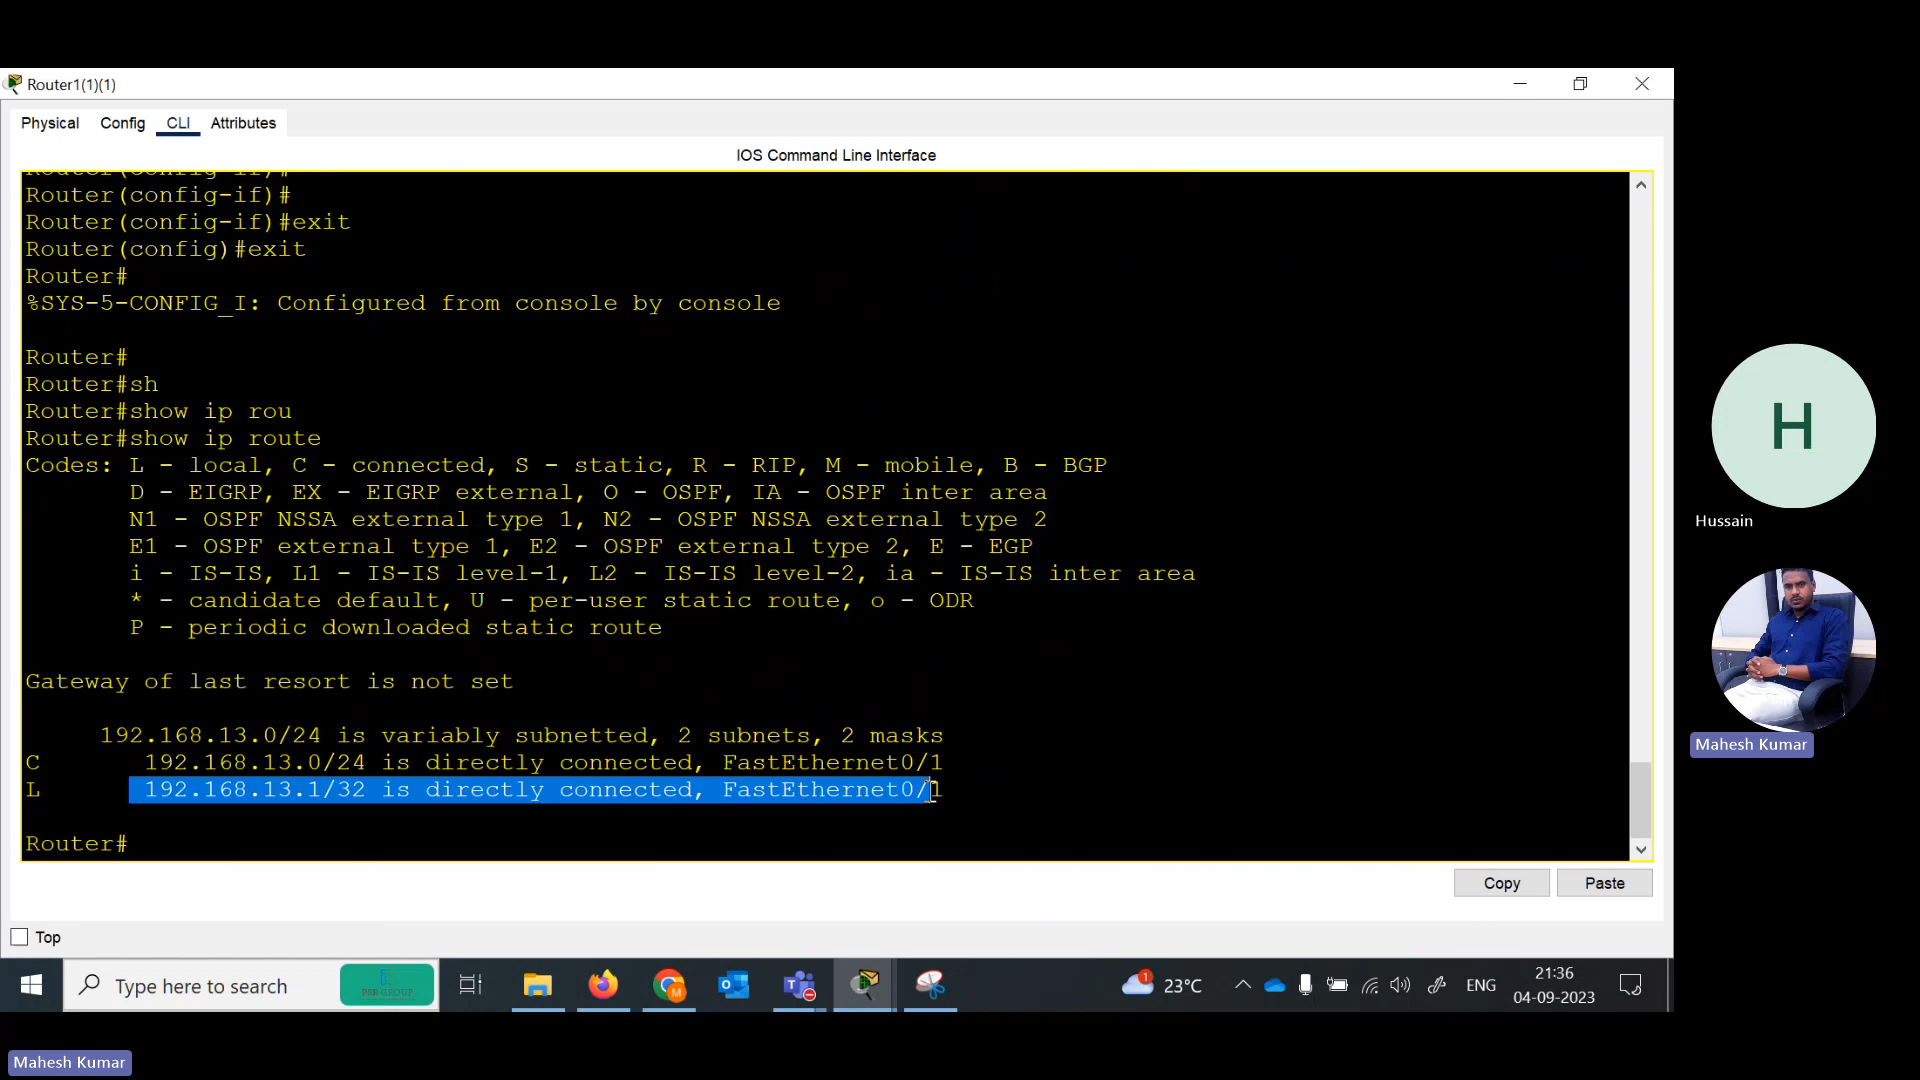 Router1(1)(1)
Physical Config CLI Attributes
IOS Command Line Interface
Router(config-if)#
Router(config-if)#
Router(config-if)#exit
Router(config)#exit
Router#
%SYS-5-CONFIG_I: Configured from console by console
Router#
Router#sh
Router#show ip rou
Router#show ip route
Codes: L - local, C - connected, S - static, R - RIP, M - mobile, B - BGP
D - EIGRP, EX - EIGRP external, O - OSPF, IA - OSPF inter area
N1 - OSPF NSSA external type 1, N2 - OSPF NSSA external type 2
E1 - OSPF external type 1, E2 - OSPF external type 2, E - EGP
i - IS-IS, L1 - IS-IS level-1, L2 - IS-IS level-2, ia - IS-IS inter area
* - candidate default, U - per-user static route, o - ODR
P - periodic downloaded static route
Gateway of last resort is not set
192.168.13.0/24 is variably subnetted, 2 subnets, 2 masks
C 192.168.13.0/24 is directly connected, FastEthernet0/1
L 192.168.13.1/32 is directly connected, FastEthernet0/1
Router#
Copy Paste
Top
H
Hussain
Mahesh Kumar
Type here to search
PSB GROUP
M
1
23°C
ENG
21:36
04-09-2023
Mahesh Kumar